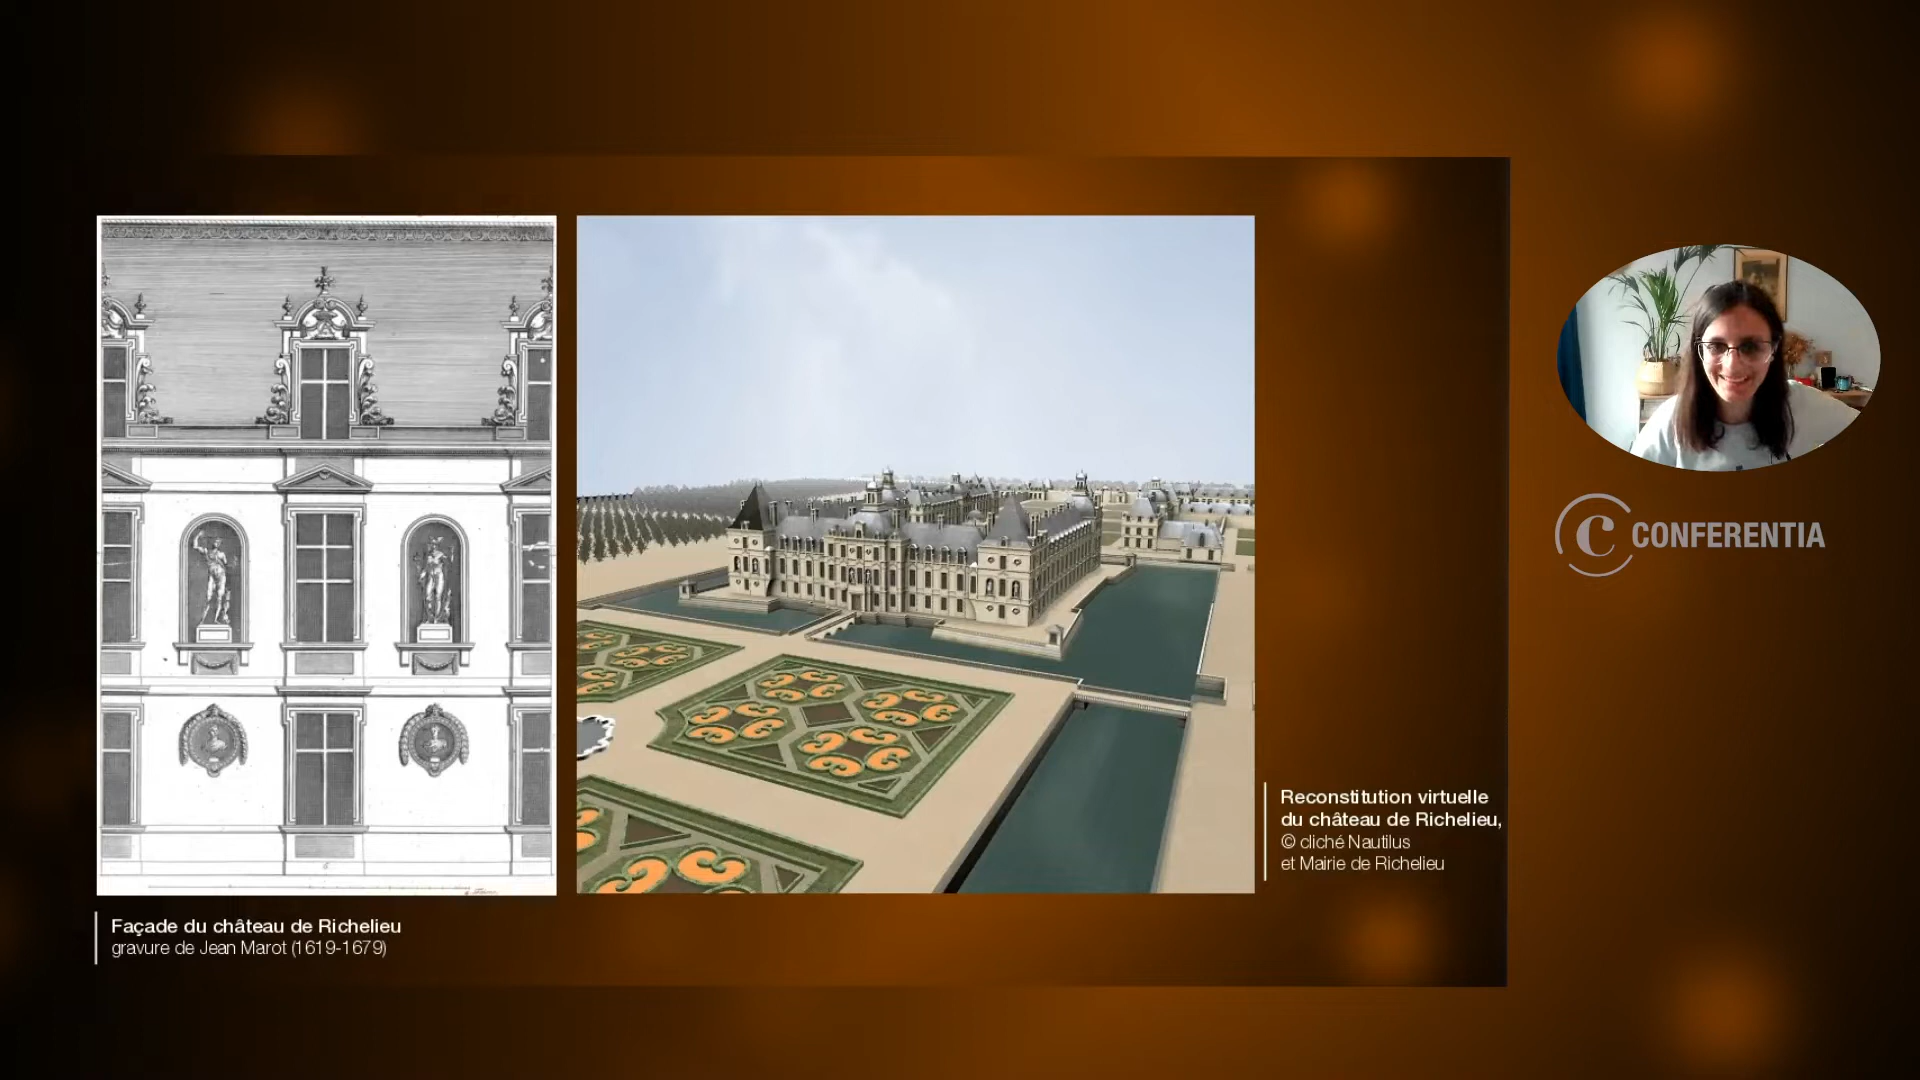 Façade du château de Richelieu
gravure de Jean Marot (1619-1679)
Reconstitution virtuelle
du château de Richelieu,
© cliché Nautilus
et Mairie de Richelieu
C CONFERENTIA